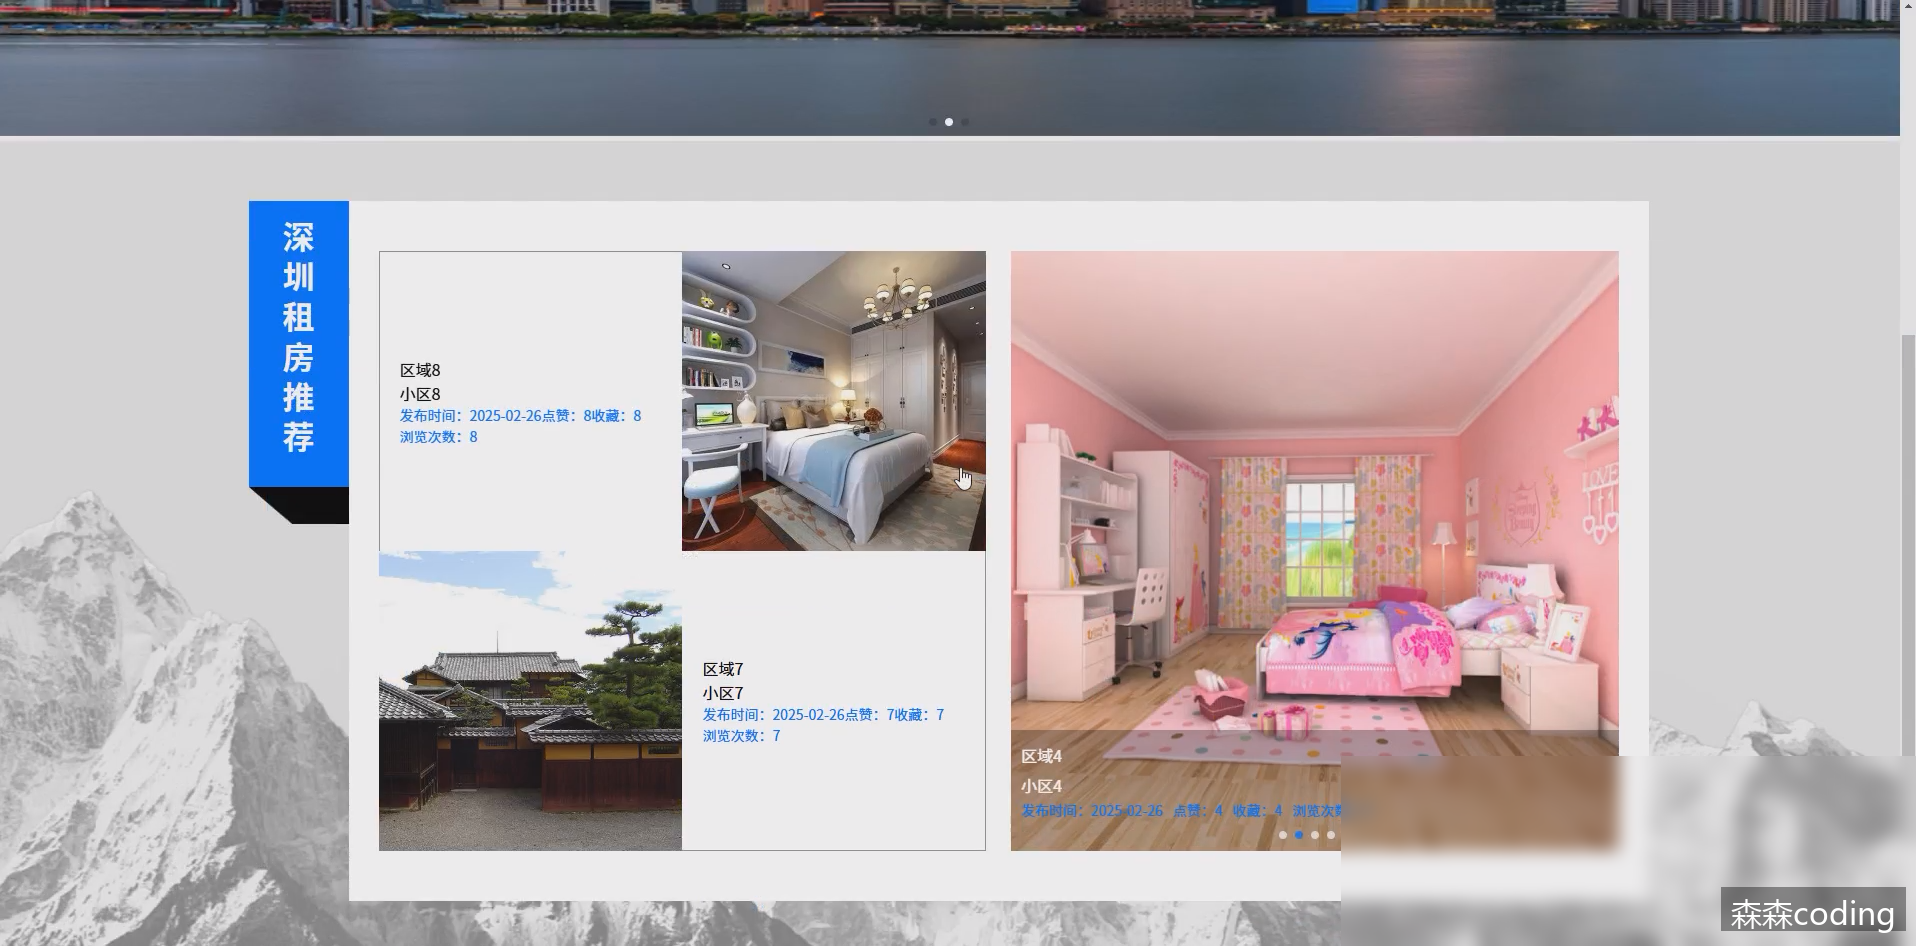 深圳租房推荐
区域8
小区8
发布时间：2025-02-26点赞：8收藏：8
浏览次数：8
区域7
小区7
发布时间：2025-02-26点赞：7收藏：7
浏览次数：7
LOVE
区域4
小区4
发布时间：2025-02-26 点赞：4 收藏：4 浏览次数
森森coding